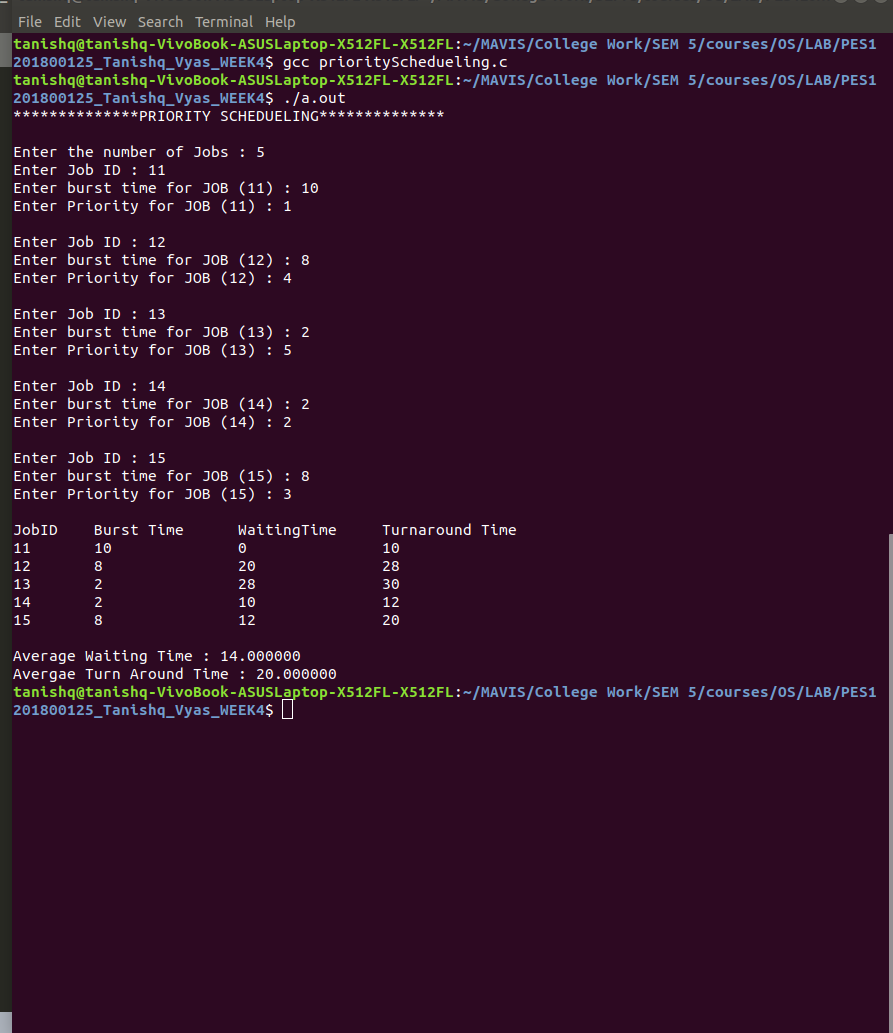 File Edit View Search Terminal Help
tanishq@tanishq-VivoBook-ASUSLaptop-X512FL-X512FL:~/MAVIS/College Work/SEM 5/courses/OS/LAB/PES1
201800125_Tanishq_Vyas_WEEK4$ gcc prioritySchedueling.c
tanishq@tanishq-VivoBook-ASUSLaptop-X512FL-X512FL:~/MAVIS/College Work/SEM 5/courses/OS/LAB/PES1
201800125_Tanishq_Vyas_WEEK4$ ./a.out
**************PRIORITY SCHEDUELING**************
Enter the number of Jobs : 5
Enter Job ID : 11
Enter burst time for JOB (11) : 10
Enter Priority for JOB (11) : 1
Enter Job ID : 12
Enter burst time for JOB (12) : 8
Enter Priority for JOB (12) : 4
Enter Job ID : 13
Enter burst time for JOB (13) : 2
Enter Priority for JOB (13) : 5
Enter Job ID : 14
Enter burst time for JOB (14) : 2
Enter Priority for JOB (14) : 2
Enter Job ID : 15
Enter burst time for JOB (15) : 8
Enter Priority for JOB (15) : 3
JobID Burst Time WaitingTime Turnaround Time
11 10 0 10
12 8 20 28
13 2 28 30
14 2 10 12
15 8 12 20
Average Waiting Time : 14.000000
Avergae Turn Around Time : 20.000000
tanishq@tanishq-VivoBook-ASUSLaptop-X512FL-X512FL:~/MAVIS/College Work/SEM 5/courses/OS/LAB/PES1
201800125_Tanishq_Vyas_WEEK4$